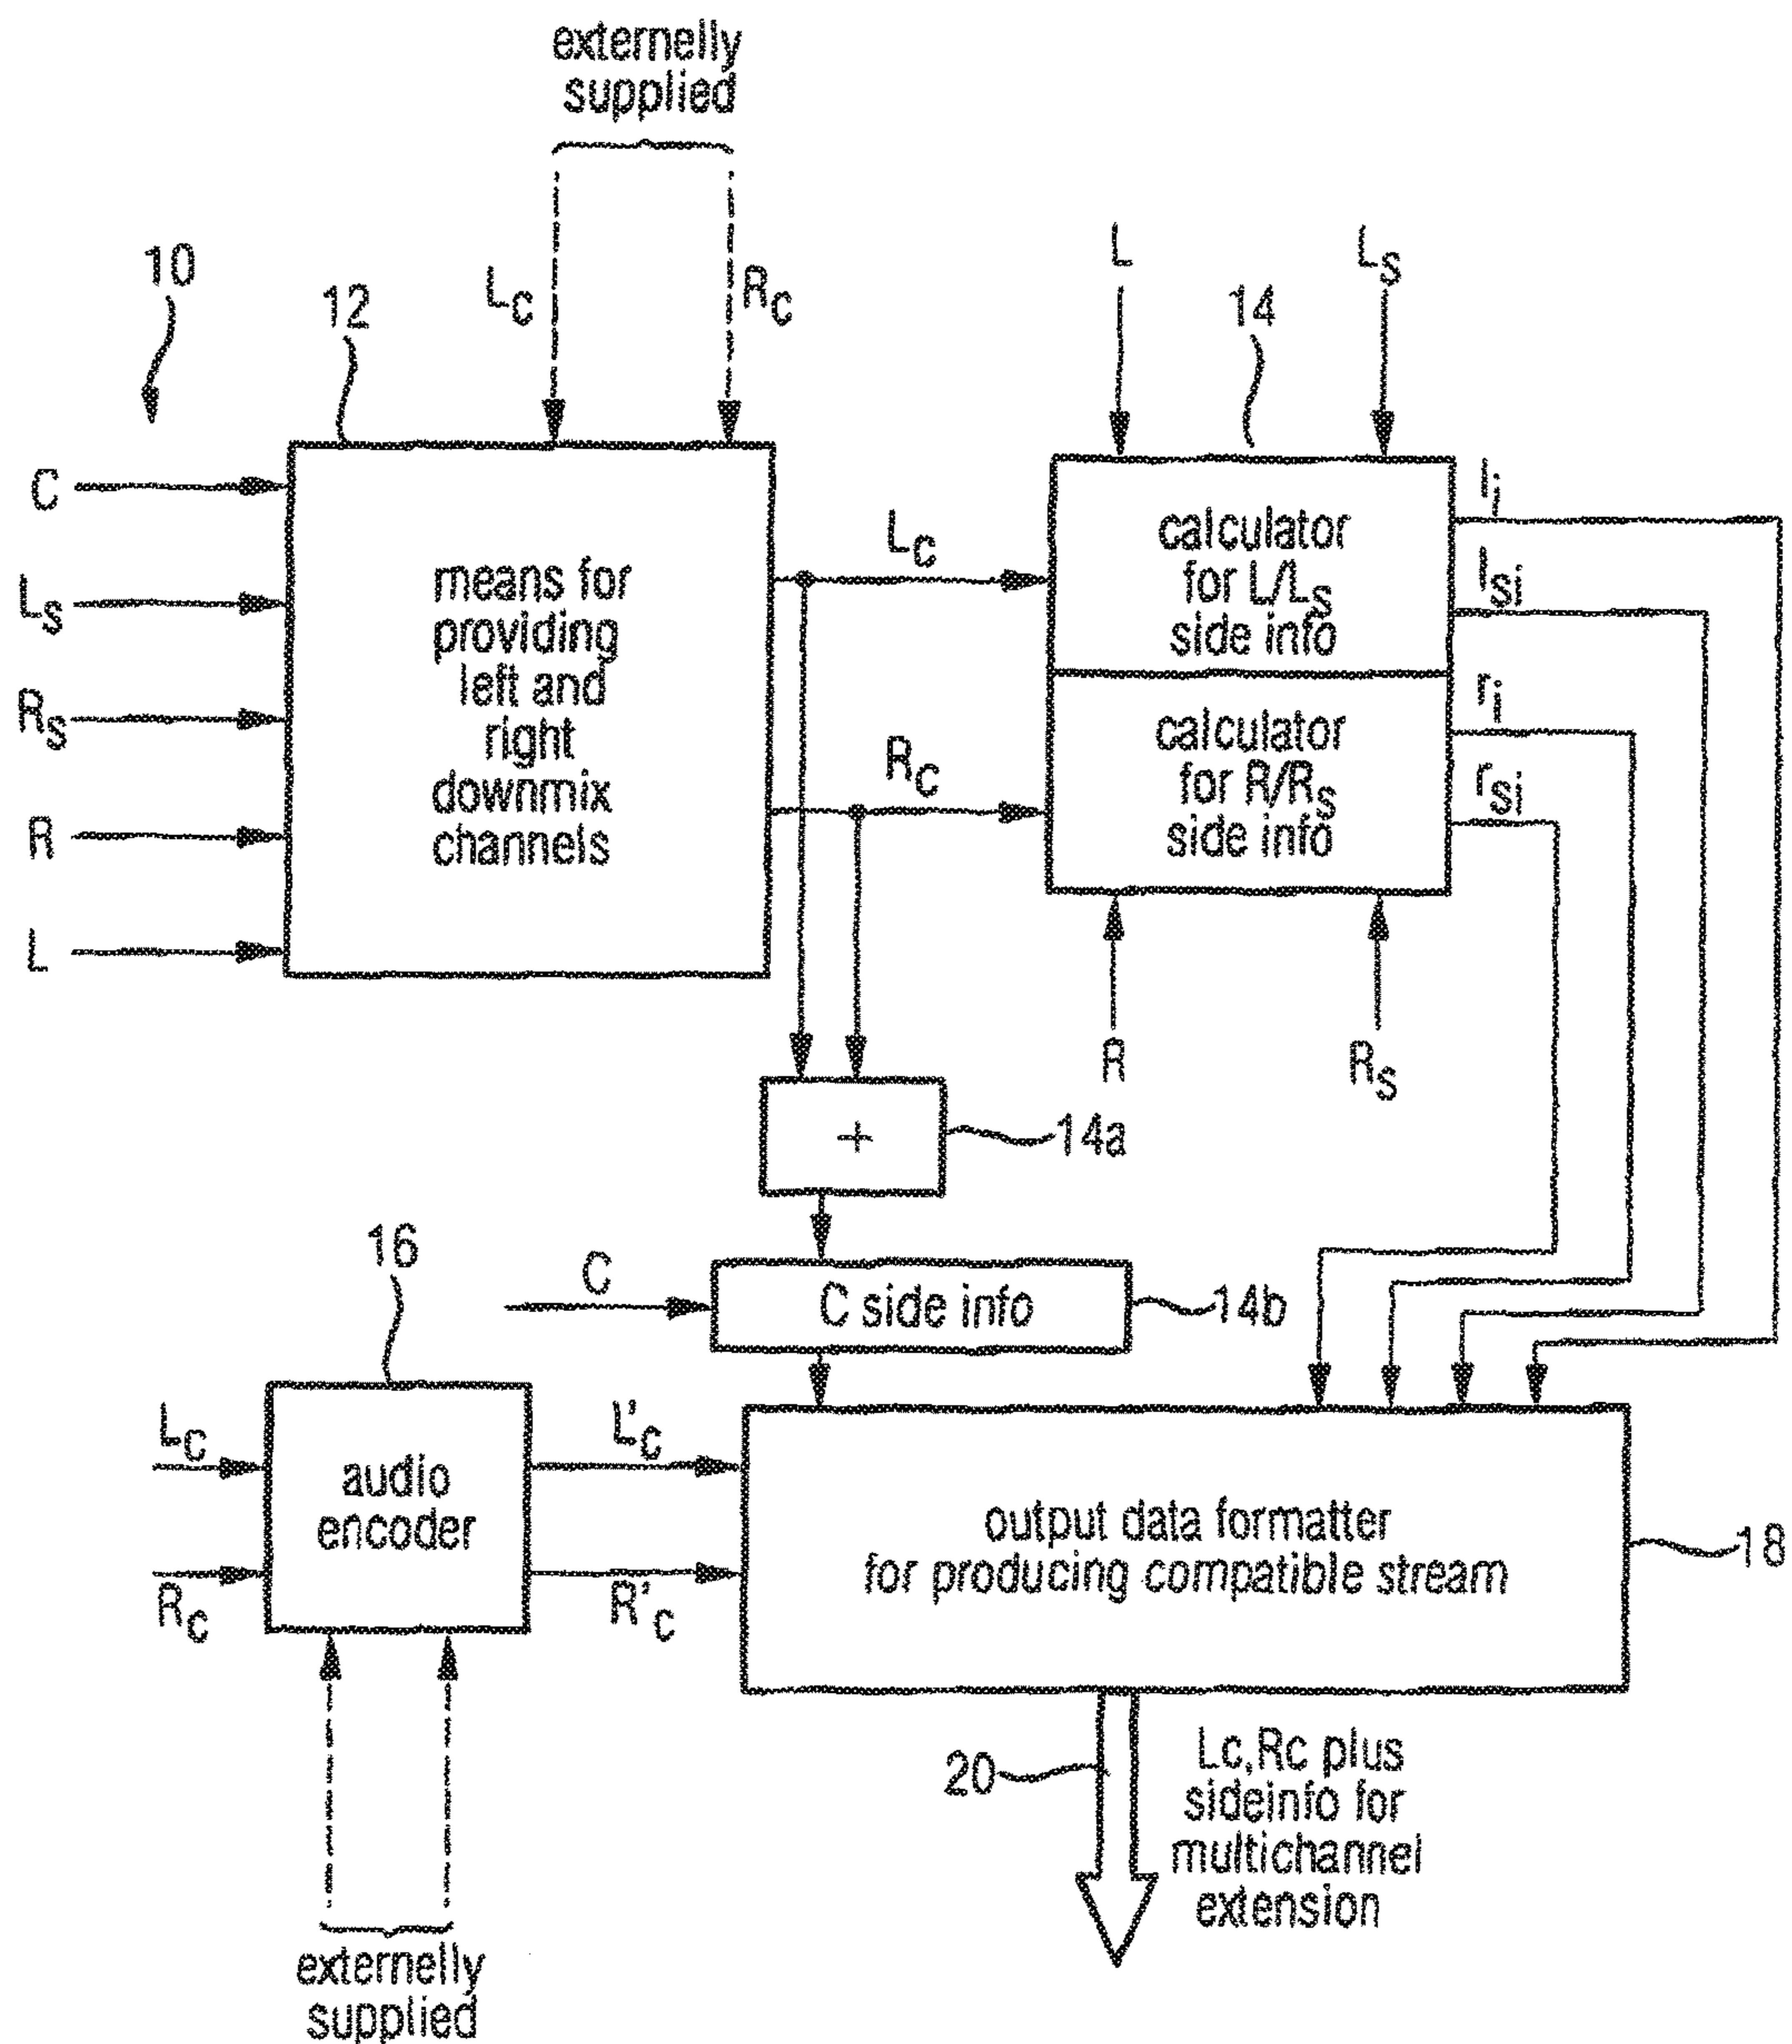 externelly
supplied
10
12
Lc
Rc
L
Ls
14
C
Ls
Rs
R
L
means for
providing
left and
right
downmix
channels
Lc
Rc
calculator
for L/Ls
side info
calculator
for R/Rs
side info
li
lsi
ri
rsi
R
Rs
+
14a
16
C
C side info
14b
Lc
Rc
audio
encoder
L'c
R'c
output data formatter
for producing compatible stream
18
20
Lc,Rc plus
sideinfo for
multichannel
extension
externelly
supplied